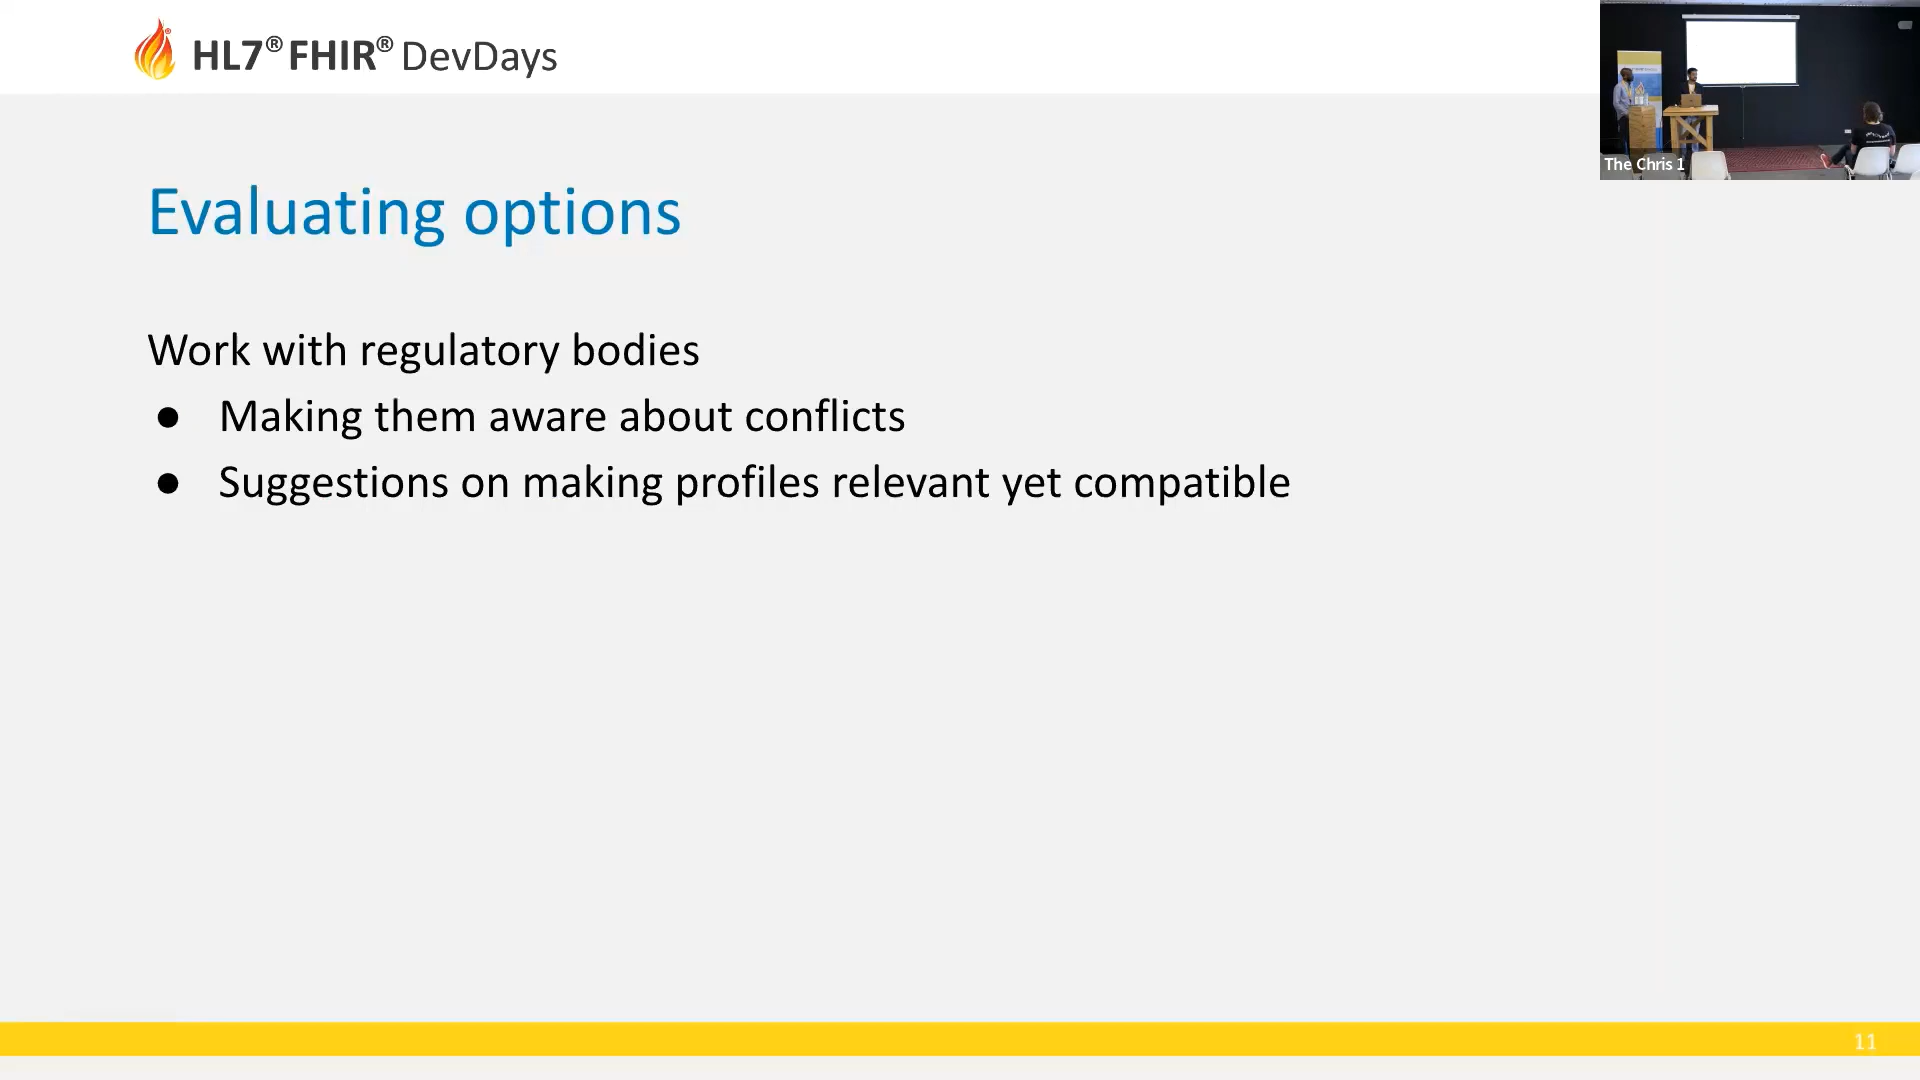 HL7® FHIR® DevDays
The Chris 1
Evaluating options
Work with regulatory bodies
● Making them aware about conflicts
● Suggestions on making profiles relevant yet compatible
11